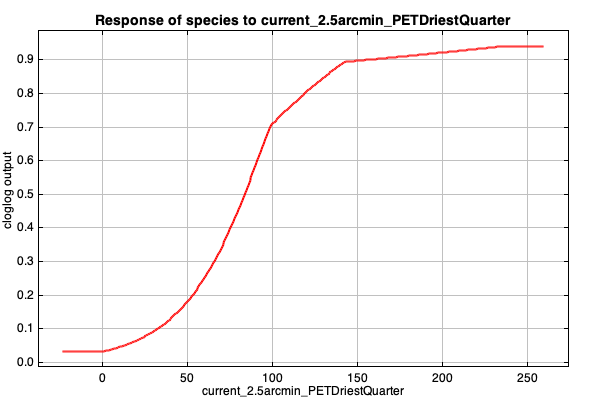 Response of species to current_2.5arcmin_PETDriestQuarter
cloglog output
0.9
0.8
0.7
0.6
0.5
0.4
0.3
0.2
0.1
0.0
0 50 100 150 200 250
current_2.5arcmin_PETDriestQuarter